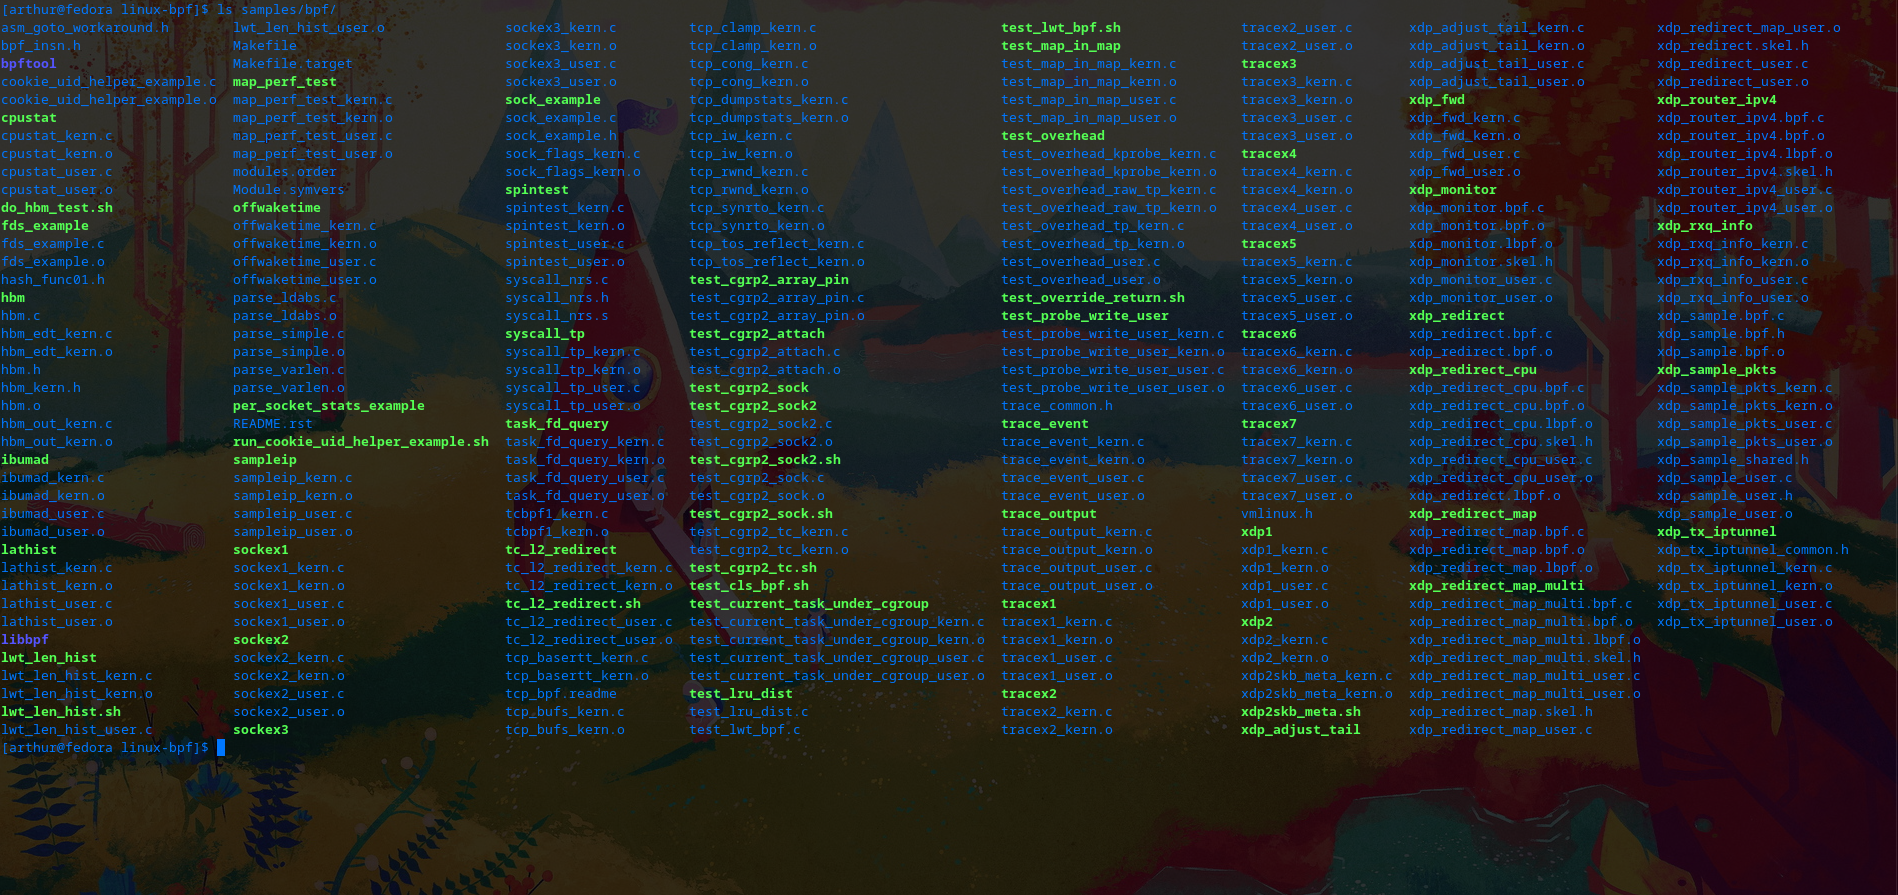 [arthur@fedora linux-bpf]$ ls samples/bpf/
asm_goto_workaround.h lwt_len_hist_user.o sockex3_kern.c tcp_clamp_kern.c test_lwt_bpf.sh tracex2_user.c xdp_adjust_tail_kern.c xdp_redirect_map_user.o
bpf_insn.h Makefile sockex3_kern.o tcp_clamp_kern.o test_map_in_map tracex2_user.o xdp_adjust_tail_kern.o xdp_redirect.skel.h
bpftool Makefile.target sockex3_user.c tcp_cong_kern.c test_map_in_map_kern.c tracex3 xdp_adjust_tail_user.c xdp_redirect_user.c
cookie_uid_helper_example.c map_perf_test sockex3_user.o tcp_cong_kern.o test_map_in_map_kern.o tracex3_kern.c xdp_adjust_tail_user.o xdp_redirect_user.o
cookie_uid_helper_example.o map_perf_test_kern.c sock_example tcp_dumpstats_kern.c test_map_in_map_user.c tracex3_kern.o xdp_fwd xdp_router_ipv4
cpustat map_perf_test_kern.o sock_example.c tcp_dumpstats_kern.o test_map_in_map_user.o tracex3_user.c xdp_fwd_kern.c xdp_router_ipv4.bpf.c
cpustat_kern.c map_perf_test_user.c sock_example.h tcp_iw_kern.c test_overhead tracex3_user.o xdp_fwd_kern.o xdp_router_ipv4.bpf.o
cpustat_kern.o map_perf_test_user.o sock_flags_kern.c tcp_iw_kern.o test_overhead_kprobe_kern.c tracex4 xdp_fwd_user.c xdp_router_ipv4.lbpf.o
cpustat_user.c modules.order sock_flags_kern.o tcp_rwnd_kern.c test_overhead_kprobe_kern.o tracex4_kern.c xdp_fwd_user.o xdp_router_ipv4.skel.h
cpustat_user.o Module.symvers spintest tcp_rwnd_kern.o test_overhead_raw_tp_kern.c tracex4_kern.o xdp_monitor xdp_router_ipv4_user.c
do_hbm_test.sh offwaketime spintest_kern.c tcp_synrto_kern.c test_overhead_raw_tp_kern.o tracex4_user.c xdp_monitor.bpf.c xdp_router_ipv4_user.o
fds_example offwaketime_kern.c spintest_kern.o tcp_synrto_kern.o test_overhead_tp_kern.c tracex4_user.o xdp_monitor.bpf.o xdp_rxq_info
fds_example.c offwaketime_kern.o spintest_user.c tcp_tos_reflect_kern.c test_overhead_tp_kern.o tracex5 xdp_monitor.lbpf.o xdp_rxq_info_kern.c
fds_example.o offwaketime_user.c spintest_user.o tcp_tos_reflect_kern.o test_overhead_user.c tracex5_kern.c xdp_monitor.skel.h xdp_rxq_info_kern.o
hash_func01.h offwaketime_user.o syscall_nrs.c test_cgrp2_array_pin test_overhead_user.o tracex5_kern.o xdp_monitor_user.c xdp_rxq_info_user.c
hbm parse_ldabs.c syscall_nrs.h test_cgrp2_array_pin.c test_override_return.sh tracex5_user.c xdp_monitor_user.o xdp_rxq_info_user.o
hbm.c parse_ldabs.o syscall_nrs.s test_cgrp2_array_pin.o test_probe_write_user tracex5_user.o xdp_redirect xdp_sample.bpf.c
hbm_edt_kern.c parse_simple.c syscall_tp test_cgrp2_attach test_probe_write_user_kern.c tracex6 xdp_redirect.bpf.c xdp_sample.bpf.h
hbm_edt_kern.o parse_simple.o syscall_tp_kern.c test_cgrp2_attach.c test_probe_write_user_kern.o tracex6_kern.c xdp_redirect.bpf.o xdp_sample.bpf.o
hbm.h parse_varlen.c syscall_tp_kern.o test_cgrp2_attach.o test_probe_write_user_user.c tracex6_kern.o xdp_redirect_cpu xdp_sample_pkts
hbm_kern.h parse_varlen.o syscall_tp_user.c test_cgrp2_sock test_probe_write_user_user.o tracex6_user.c xdp_redirect_cpu.bpf.c xdp_sample_pkts_kern.c
hbm.o per_socket_stats_example syscall_tp_user.o test_cgrp2_sock2 trace_common.h tracex6_user.o xdp_redirect_cpu.bpf.o xdp_sample_pkts_kern.o
hbm_out_kern.c README.rst task_fd_query test_cgrp2_sock2.c trace_event tracex7 xdp_redirect_cpu.lbpf.o xdp_sample_pkts_user.c
hbm_out_kern.o run_cookie_uid_helper_example.sh task_fd_query_kern.c test_cgrp2_sock2.o trace_event_kern.c tracex7_kern.c xdp_redirect_cpu.skel.h xdp_sample_pkts_user.o
ibumad sampleip task_fd_query_kern.o test_cgrp2_sock2.sh trace_event_kern.o tracex7_kern.o xdp_redirect_cpu_user.c xdp_sample_shared.h
ibumad_kern.c sampleip_kern.c task_fd_query_user.c test_cgrp2_sock.c trace_event_user.c tracex7_user.c xdp_redirect_cpu_user.o xdp_sample_user.c
ibumad_kern.o sampleip_kern.o task_fd_query_user.o test_cgrp2_sock.o trace_event_user.o tracex7_user.o xdp_redirect.lbpf.o xdp_sample_user.h
ibumad_user.c sampleip_user.c tcbpf1_kern.c test_cgrp2_sock.sh trace_output vmlinux.h xdp_redirect_map xdp_sample_user.o
ibumad_user.o sampleip_user.o tcbpf1_kern.o test_cgrp2_tc_kern.c trace_output_kern.c xdp1 xdp_redirect_map.bpf.c xdp_tx_iptunnel
lathist sockex1 tc_l2_redirect test_cgrp2_tc_kern.o trace_output_kern.o xdp1_kern.c xdp_redirect_map.bpf.o xdp_tx_iptunnel_common.h
lathist_kern.c sockex1_kern.c tc_l2_redirect_kern.c test_cgrp2_tc.sh trace_output_user.c xdp1_kern.o xdp_redirect_map.lbpf.o xdp_tx_iptunnel_kern.c
lathist_kern.o sockex1_kern.o tc_l2_redirect_kern.o test_cls_bpf.sh trace_output_user.o xdp1_user.c xdp_redirect_map_multi xdp_tx_iptunnel_kern.o
lathist_user.c sockex1_user.c tc_l2_redirect.sh test_current_task_under_cgroup tracex1 xdp1_user.o xdp_redirect_map_multi.bpf.c xdp_tx_iptunnel_user.c
lathist_user.o sockex1_user.o tc_l2_redirect_user.c test_current_task_under_cgroup_kern.c tracex1_kern.c xdp2 xdp_redirect_map_multi.bpf.o xdp_tx_iptunnel_user.o
libbpf sockex2 tc_l2_redirect_user.o test_current_task_under_cgroup_kern.o tracex1_kern.o xdp2_kern.c xdp_redirect_map_multi.lbpf.o
lwt_len_hist sockex2_kern.c tcp_basertt_kern.c test_current_task_under_cgroup_user.c tracex1_user.c xdp2_kern.o xdp_redirect_map_multi.skel.h
lwt_len_hist_kern.c sockex2_kern.o tcp_basertt_kern.o test_current_task_under_cgroup_user.o tracex1_user.o xdp2skb_meta_kern.c xdp_redirect_map_multi_user.c
lwt_len_hist_kern.o sockex2_user.c tcp_bpf.readme test_lru_dist tracex2 xdp2skb_meta_kern.o xdp_redirect_map_multi_user.o
lwt_len_hist.sh sockex2_user.o tcp_bufs_kern.c test_lru_dist.c tracex2_kern.c xdp2skb_meta.sh xdp_redirect_map.skel.h
lwt_len_hist_user.c sockex3 tcp_bufs_kern.o test_lwt_bpf.c tracex2_kern.o xdp_adjust_tail xdp_redirect_map_user.c
[arthur@fedora linux-bpf]$